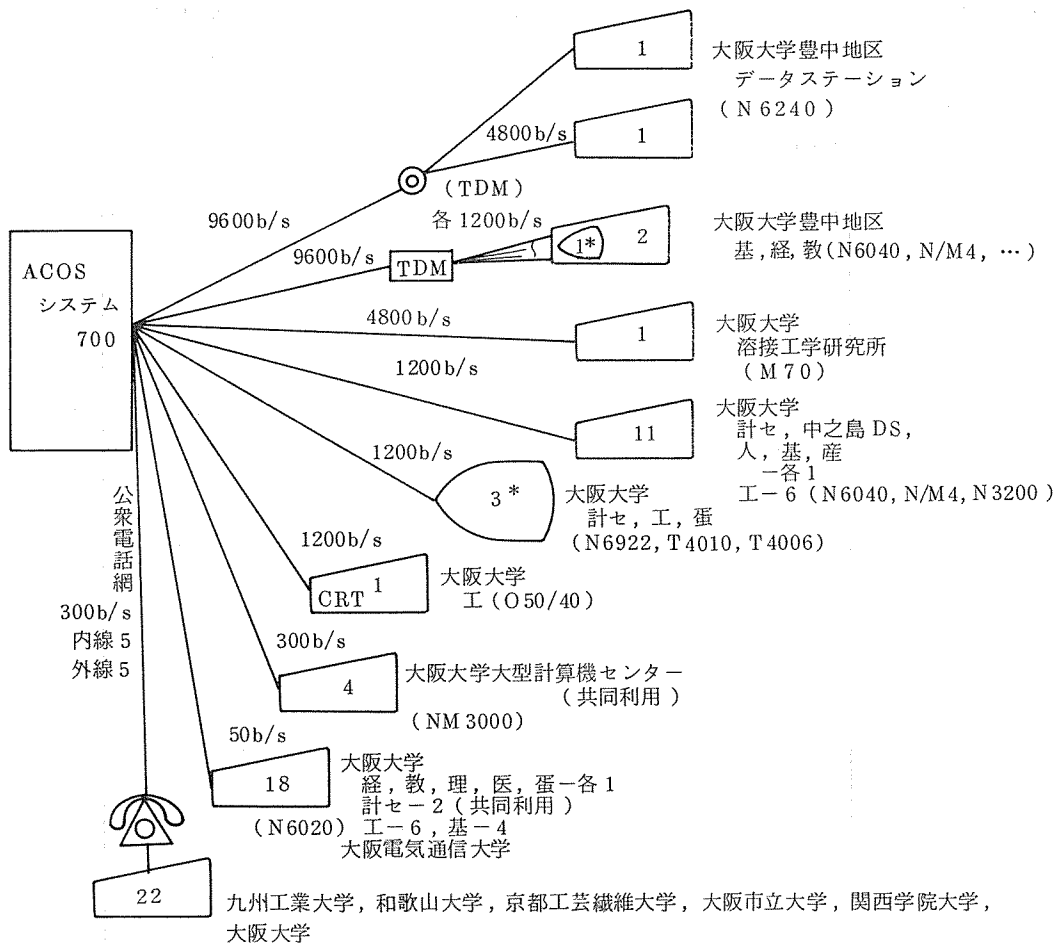 1
大阪大学豊中地区
データステーション
(N6240)
4800b/s
1
(TDM)
9600b/s
各1200b/s
1*
2
大阪大学豊中地区
基,経,教(N6040, N/M4, …)
9600b/s
TDM
ACOS
システム
700
4800b/s
1
大阪大学
溶接工学研究所
(M70)
1200b/s
11
大阪大学
計セ,中之島DS,
人,基,産
ー各1
工ー6(N6040, N/M4, N3200)
1200b/s
3*
大阪大学
計セ,工,蛋
(N6922, T4010, T4006)
1200b/s
CRT 1
大阪大学
工(O50/40)
公衆電話網
300b/s
内線5
外線5
300b/s
4
大阪大学大型計算機センター
(共同利用)
(NM3000)
50b/s
18
大阪大学
経,教,理,医,蛋ー各1
計セー2(共同利用)
(N6020) 工ー6,基ー4
大阪電気通信大学
22
九州工業大学,和歌山大学,京都工芸繊維大学,大阪市立大学,関西学院大学,
大阪大学